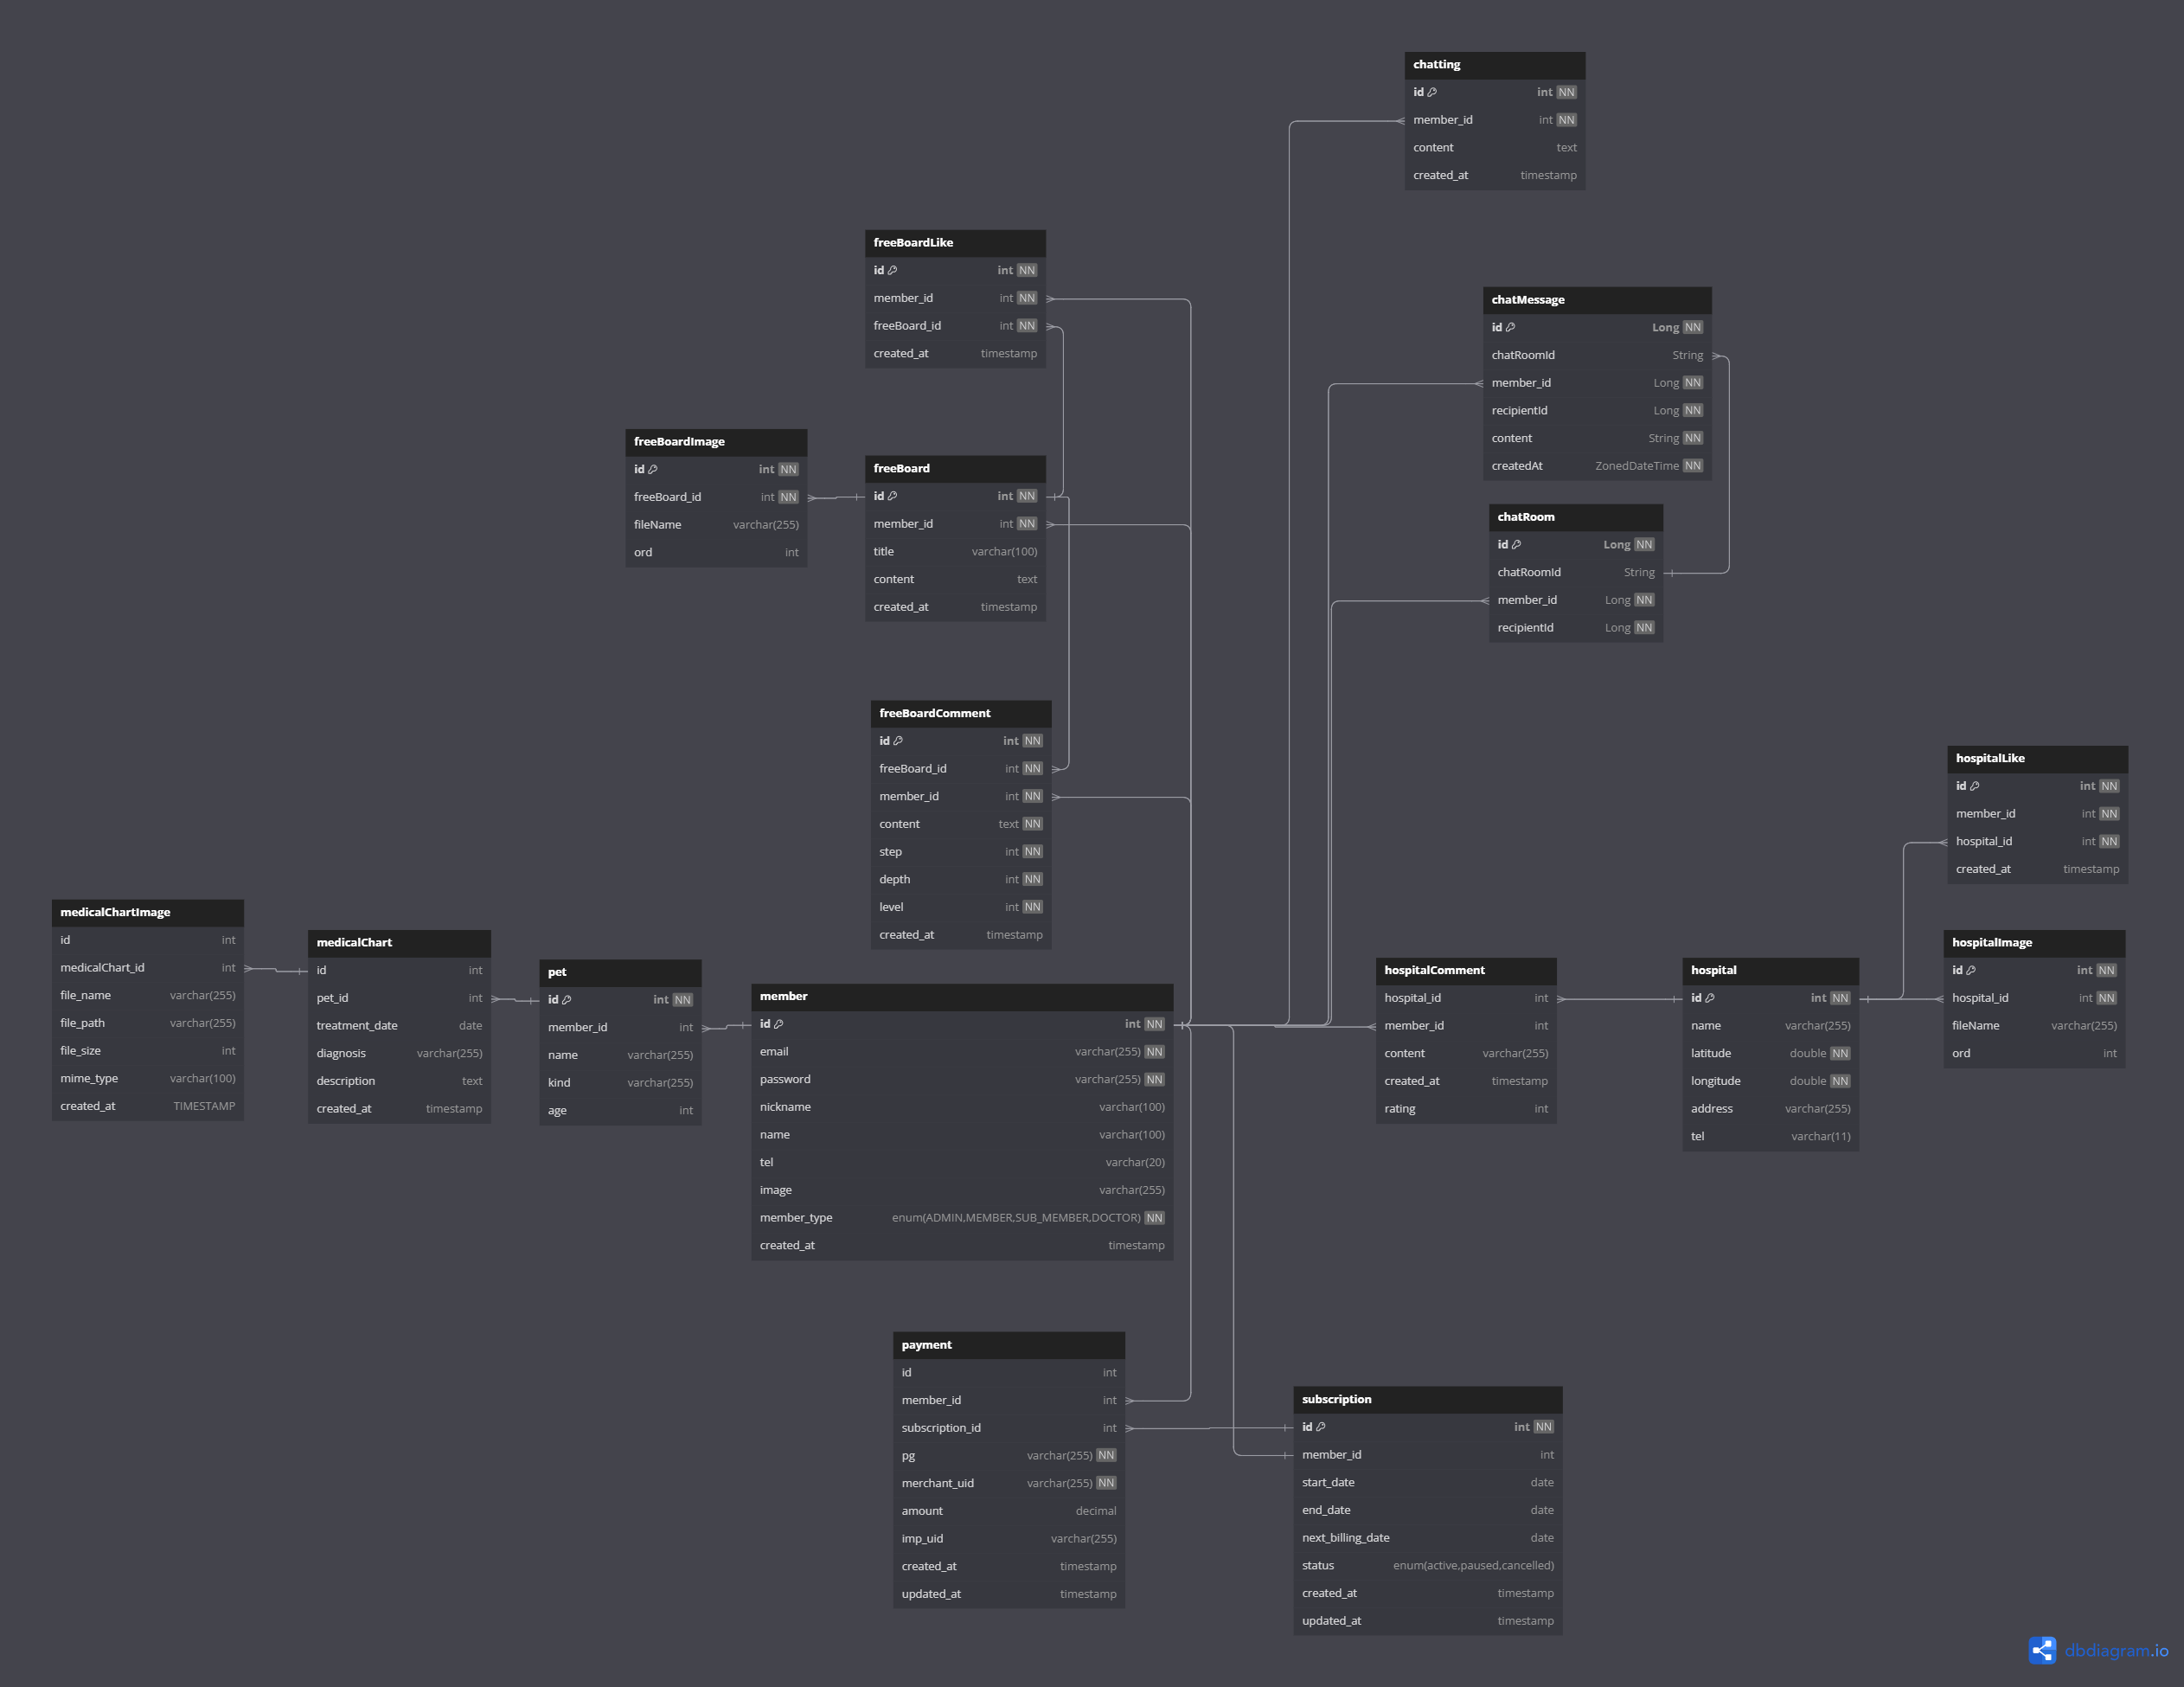 chatting
id int NN
member_id int NN
content text
created_at timestamp
freeBoardLike
id int NN
member_id int NN
freeBoard_id int NN
created_at timestamp
chatMessage
id Long NN
chatRoomId String
member_id Long NN
recipientId Long NN
content String NN
createdAt ZonedDateTime NN
freeBoardImage
id int NN
freeBoard_id int NN
fileName varchar(255)
ord int
freeBoard
id int NN
member_id int NN
title varchar(100)
content text
created_at timestamp
chatRoom
id Long NN
chatRoomId String
member_id Long NN
recipientId Long NN
freeBoardComment
id int NN
freeBoard_id int NN
member_id int NN
content text NN
step int NN
depth int NN
level int NN
created_at timestamp
hospitalLike
id int NN
member_id int NN
hospital_id int NN
created_at timestamp
medicalChartImage
id int
medicalChart_id int
file_name varchar(255)
file_path varchar(255)
file_size int
mime_type varchar(100)
created_at TIMESTAMP
medicalChart
id int
pet_id int
treatment_date date
diagnosis varchar(255)
description text
created_at timestamp
pet
id int NN
member_id int
name varchar(255)
kind varchar(255)
age int
member
id int NN
email varchar(255) NN
password varchar(255) NN
nickname varchar(100)
name varchar(100)
tel varchar(20)
image varchar(255)
member_type enum(ADMIN,MEMBER,SUB_MEMBER,DOCTOR) NN
created_at timestamp
hospitalComment
hospital_id int
member_id int
content varchar(255)
created_at timestamp
rating int
hospital
id int NN
name varchar(255)
latitude double NN
longitude double NN
address varchar(255)
tel varchar(11)
hospitalImage
id int NN
hospital_id int NN
fileName varchar(255)
ord int
payment
id int
member_id int
subscription_id int
pg varchar(255) NN
merchant_uid varchar(255) NN
amount decimal
imp_uid varchar(255)
created_at timestamp
updated_at timestamp
subscription
id int NN
member_id int
start_date date
end_date date
next_billing_date date
status enum(active,paused,cancelled)
created_at timestamp
updated_at timestamp
dbdiagram.io